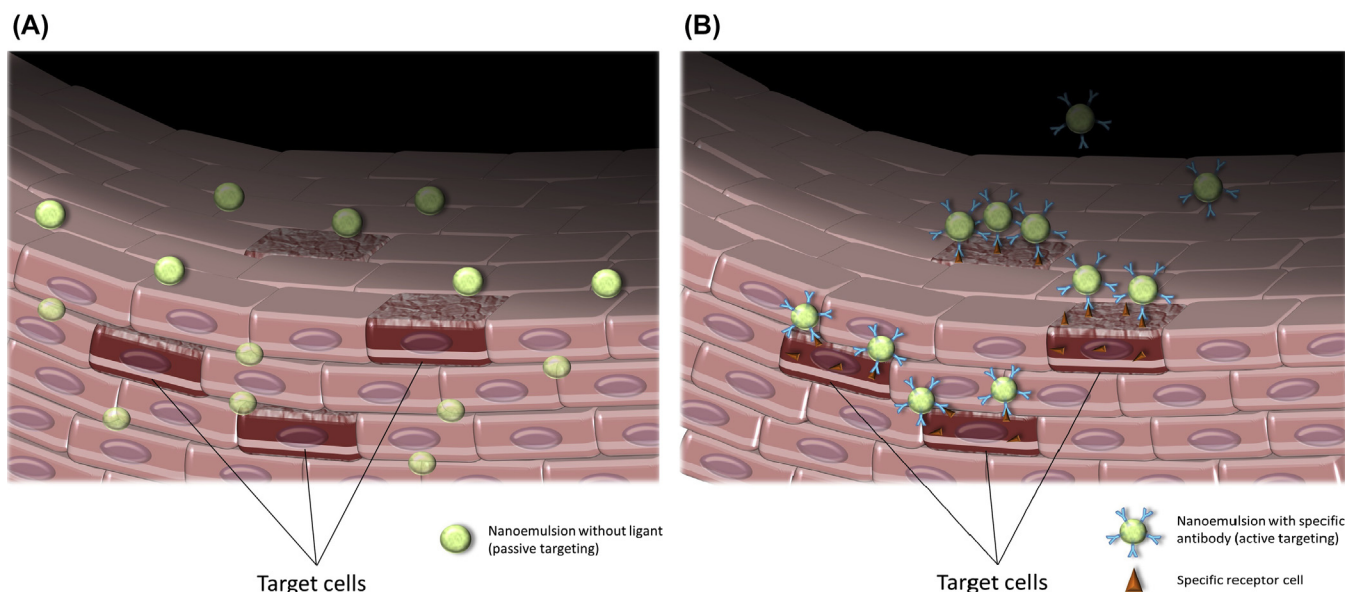 (A)
(B)
Nanoemulsion without ligant
(passive targeting)
Target cells
Nanoemulsion with specific
antibody (active targeting)
Target cells
Specific receptor cell